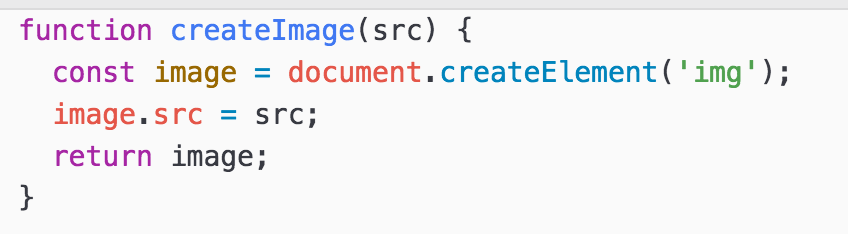 function createImage(src) {
  const image = document.createElement('img');
  image.src = src;
  return image;
}